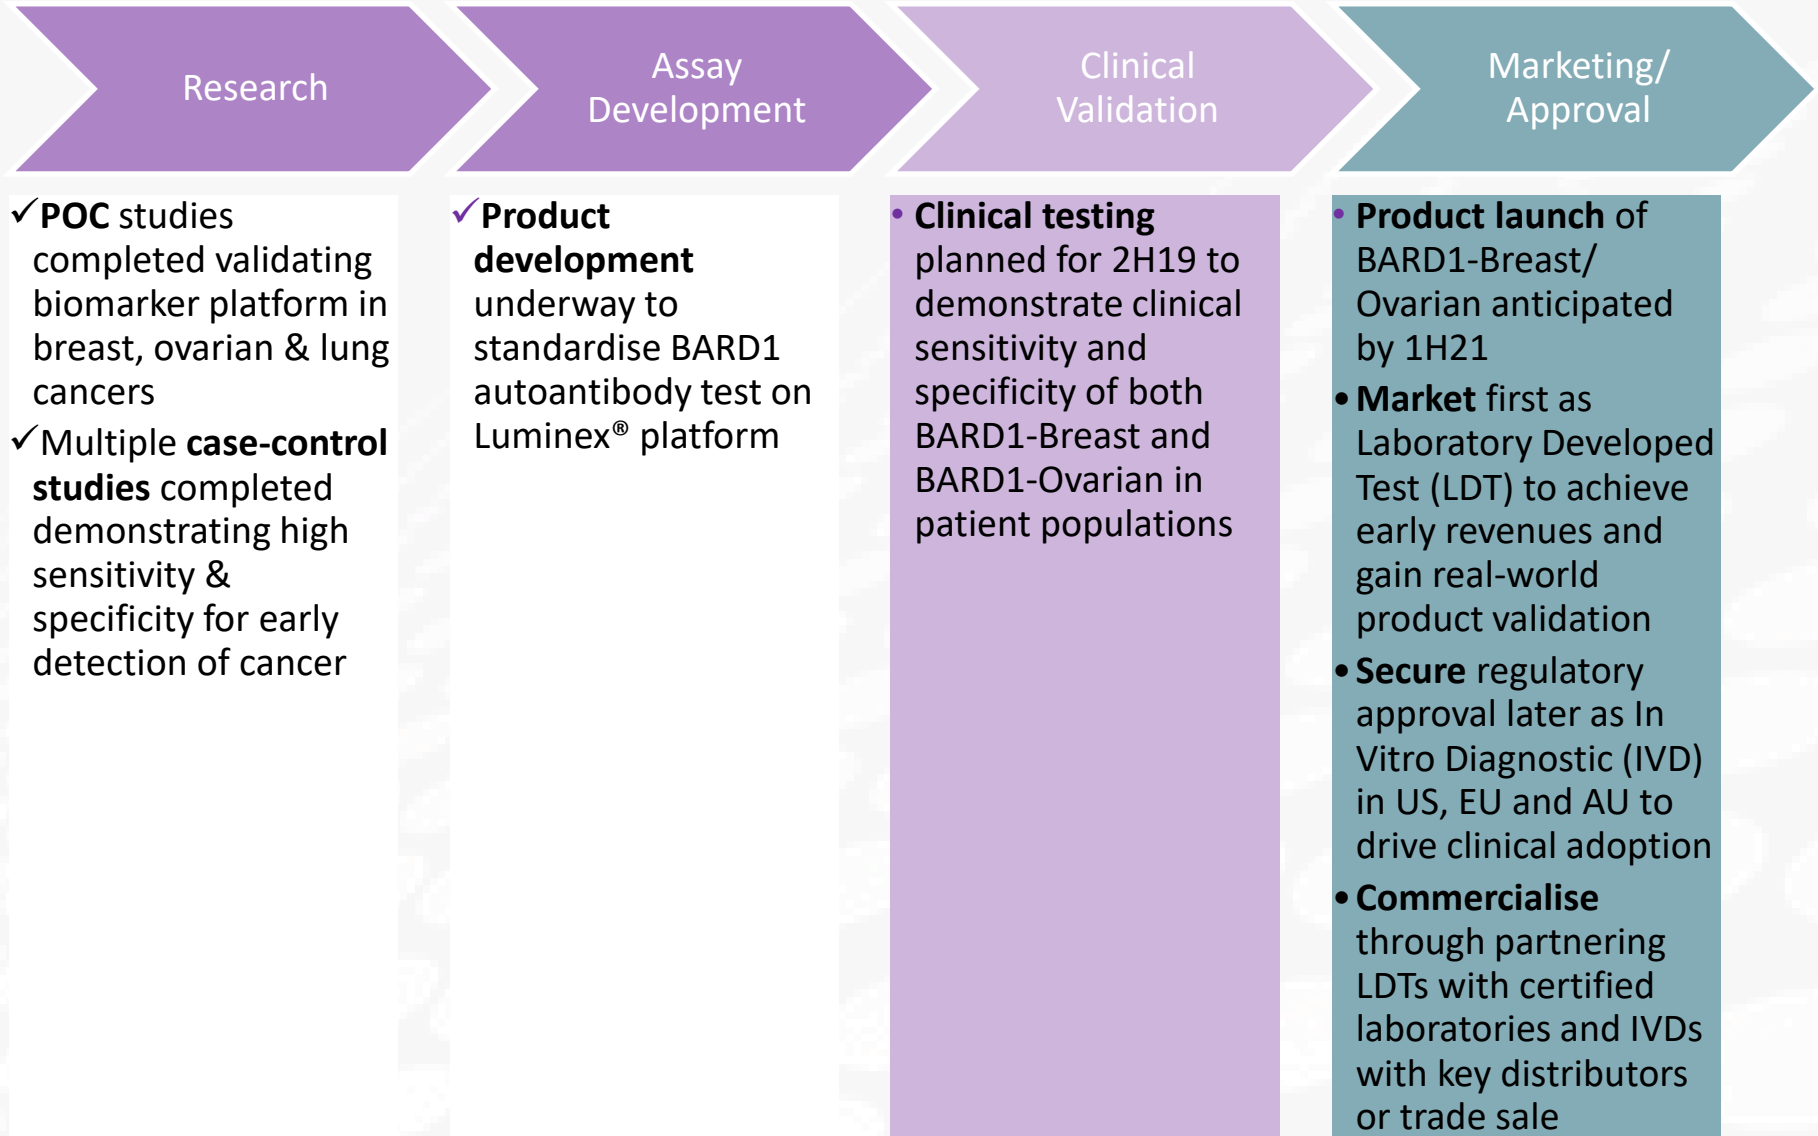 Research
Assay
Development
Clinical
Validation
Marketing/
Approval
✓POC studies
completed validating
biomarker platform in
breast, ovarian & lung
cancers
✓Multiple case-control
studies completed
demonstrating high
sensitivity &
specificity for early
detection of cancer
✓Product
development
underway to
standardise BARD1
autoantibody test on
Luminex® platform
• Clinical testing
planned for 2H19 to
demonstrate clinical
sensitivity and
specificity of both
BARD1-Breast and
BARD1-Ovarian in
patient populations
• Product launch of
BARD1-Breast/
Ovarian anticipated
by 1H21
• Market first as
Laboratory Developed
Test (LDT) to achieve
early revenues and
gain real-world
product validation
• Secure regulatory
approval later as In
Vitro Diagnostic (IVD)
in US, EU and AU to
drive clinical adoption
• Commercialise
through partnering
LDTs with certified
laboratories and IVDs
with key distributors
or trade sale